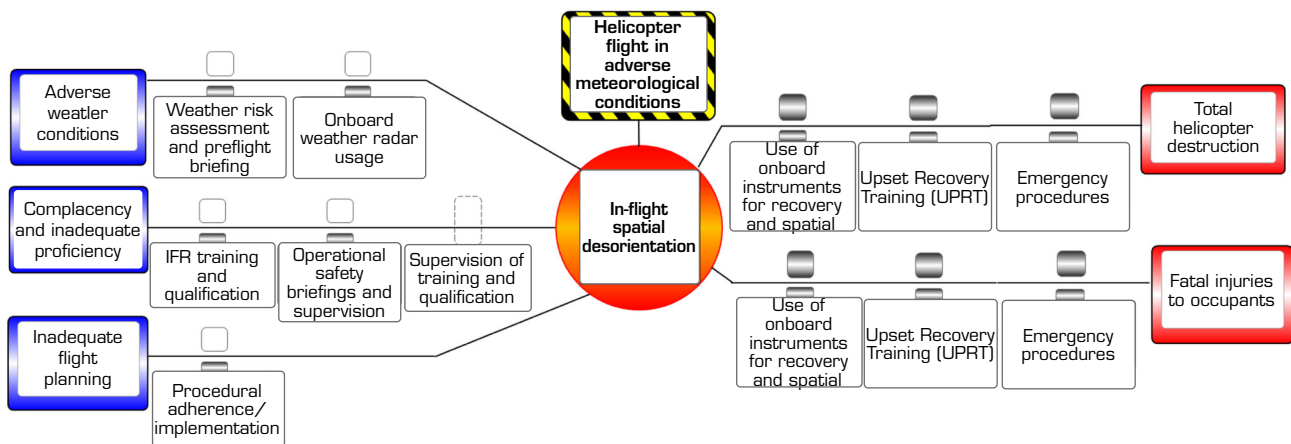 Helicopter
flight in
adverse
meteorological
conditions
Adverse
weatler
conditions
Weather risk
assessment
and preflight
briefing
Onboard
weather radar
usage
Complacency
and inadequate
proficiency
IFR training
and
qualification
Operational
safety
briefings and
supervision
Supervision of
training and
qualification
Inadequate
flight
planning
Procedural
adherence/
implementation
In-flight
spatial
desorientation
Use of
onboard
instruments
for recovery
and spatial
Upset Recovery
Training (UPRT)
Emergency
procedures
Total
helicopter
destruction
Use of
onboard
instruments
for recovery
and spatial
Upset Recovery
Training (UPRT)
Emergency
procedures
Fatal injuries
to occupants